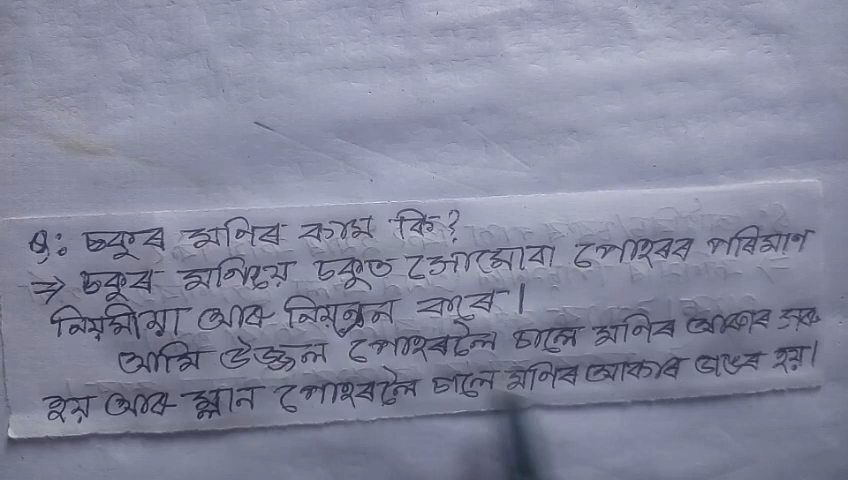 Q: চকুৰ মণিৰ কাম কি?
⇒ চকুৰ মণিয়ে চকুত সোমোৱা পোহৰৰ পৰিমাণ
আৰু নিয়ন্ত্ৰন কৰে।
আমি উজ্জ্বল পোহৰলৈ চালে মণিৰ আকাৰ সৰু
হয় আৰু ম্লান পোহৰলৈ চালে মণিৰ আকাৰ ডাঙৰ হয়।